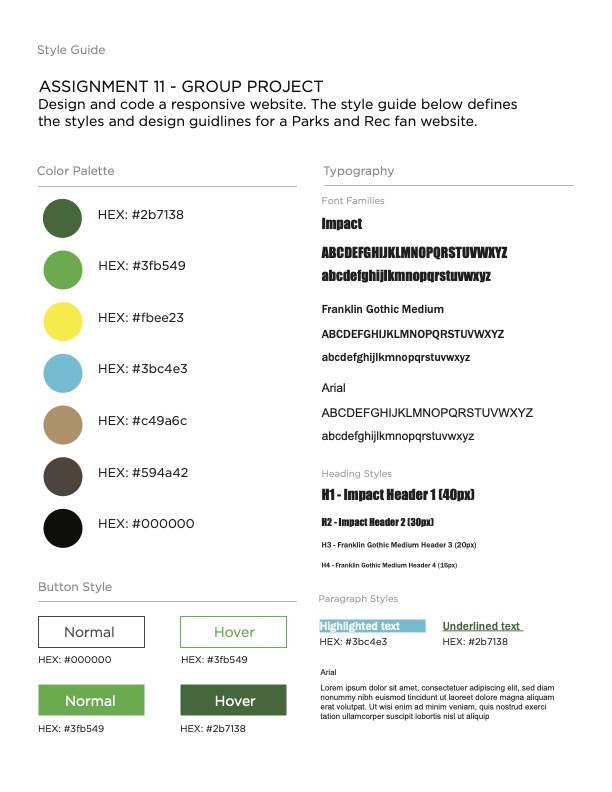 Style Guide
ASSIGNMENT 11 - GROUP PROJECT
Design and code a responsive website. The style guide below defines
the styles and design guidlines for a Parks and Rec fan website.
Color Palette
HEX: #2b7138
HEX: #3fb549
HEX: #fbee23
HEX: #3bc4e3
HEX: #c49a6c
HEX: #594a42
HEX: #000000
Button Style
Normal
Hover
HEX: #000000
HEX: #3fb549
Normal
Hover
HEX: #3fb549
HEX: #2b7138
Typography
Font Families
Impact
ABCDEFGHIJKLMNOPQRSTUVWXYZ
abcdefghijlkmnopqrstuvwxyz
Franklin Gothic Medium
ABCDEFGHIJKLMNOPQRSTUVWXYZ
abcdefghijlkmnopqrstuvwxyz
Arial
ABCDEFGHIJKLMNOPQRSTUVWXYZ
abcdefghijlkmnopqrstuvwxyz
Heading Styles
H1 - Impact Header 1 (40px)
H2 - Impact Header 2 (30px)
H3 - Franklin Gothic Medium Header 3 (20px)
H4 - Franklin Gothic Medium Header 4 (16px)
Paragraph Styles
Highlighted text
Underlined text
HEX: #3bc4e3
HEX: #2b7138
Arial
Lorem ipsum dolor sit amet, consectetuer adipiscing elit, sed diam
nonummy nibh euismod tincidunt ut laoreet dolore magna aliquam
erat volutpat. Ut wisi enim ad minim veniam, quis nostrud exerci
tation ullamcorper suscipit lobortis nisl ut aliquip